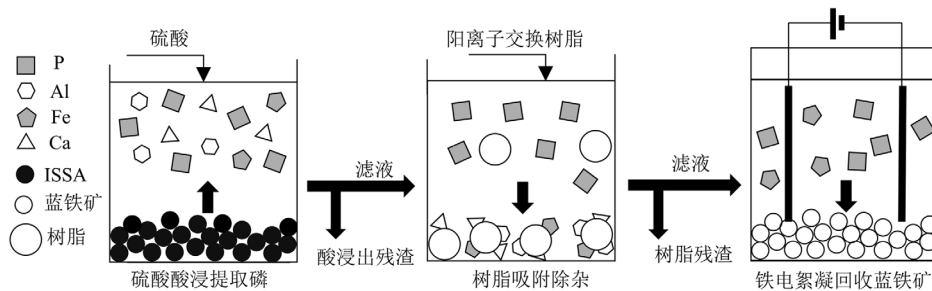 硫酸
阳离子交换树脂
P
Al
Fe
Ca
ISSA
蓝铁矿
树脂
滤液
酸浸出残渣
滤液
树脂残渣
硫酸酸浸提取磷
树脂吸附除杂
铁电絮凝回收蓝铁矿